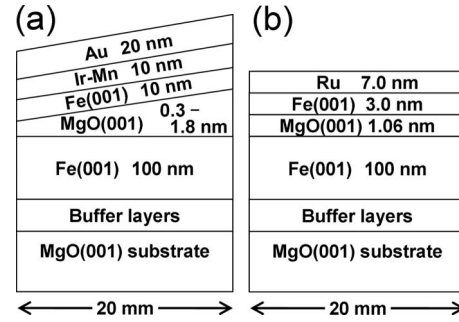 (a)
Au 20 nm
Ir-Mn 10 nm
Fe(001) 10 nm
MgO(001) 0.3 –
1.8 nm
Fe(001) 100 nm
Buffer layers
MgO(001) substrate
20 mm
(b)
Ru 7.0 nm
Fe(001) 3.0 nm
MgO(001) 1.06 nm
Fe(001) 100 nm
Buffer layers
MgO(001) substrate
20 mm